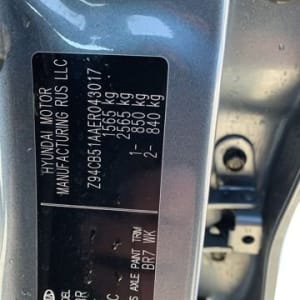 HYUNDAI MOTOR
MANUFACTURING RUS LLC
Z94CB51AAER043017
1565 kg
2565 kg
1- 850 kg
2- 840 kg
AXLE PAINT TRIM
BR7 WK